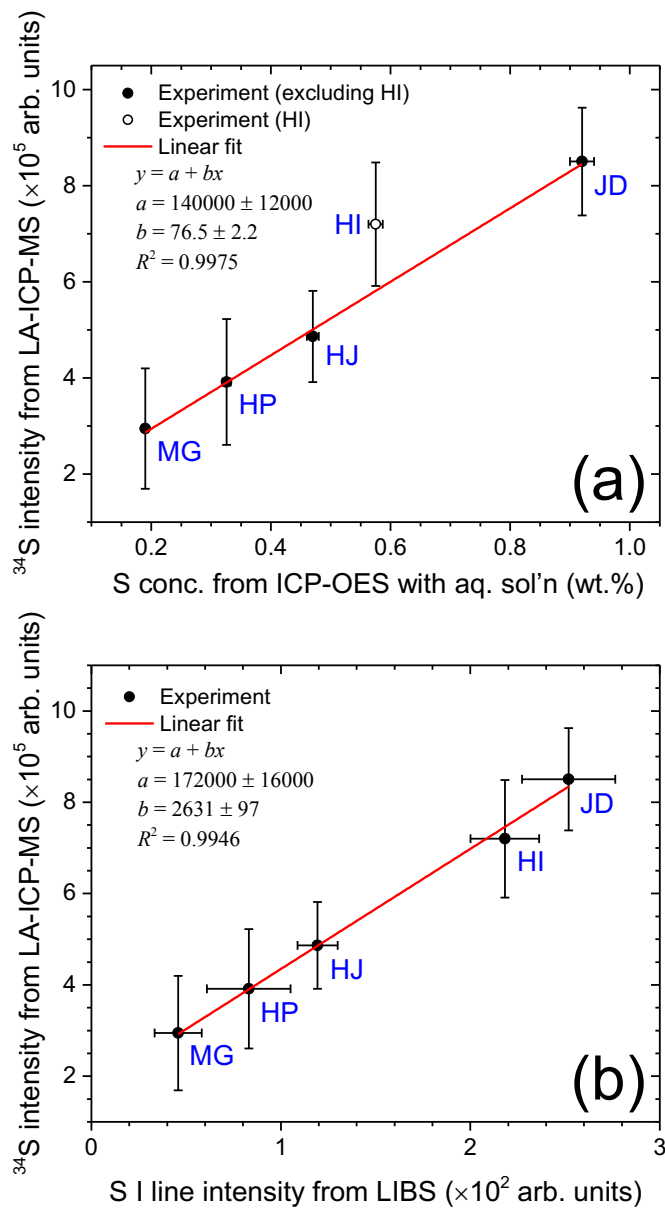 10
8
6
4
2
³⁴S intensity from LA-ICP-MS (×10⁵ arb. units)
Experiment (excluding HI)
Experiment (HI)
Linear fit
y = a + bx
a = 140000 ± 12000
b = 76.5 ± 2.2
R² = 0.9975
JD
HI
HJ
HP
MG
(a)
0.2 0.4 0.6 0.8 1.0
S conc. from ICP-OES with aq. sol'n (wt.%)
10
8
6
4
2
³⁴S intensity from LA-ICP-MS (×10⁵ arb. units)
Experiment
Linear fit
y = a + bx
a = 172000 ± 16000
b = 2631 ± 97
R² = 0.9946
JD
HI
HJ
HP
MG
(b)
0 1 2 3
S I line intensity from LIBS (×10² arb. units)